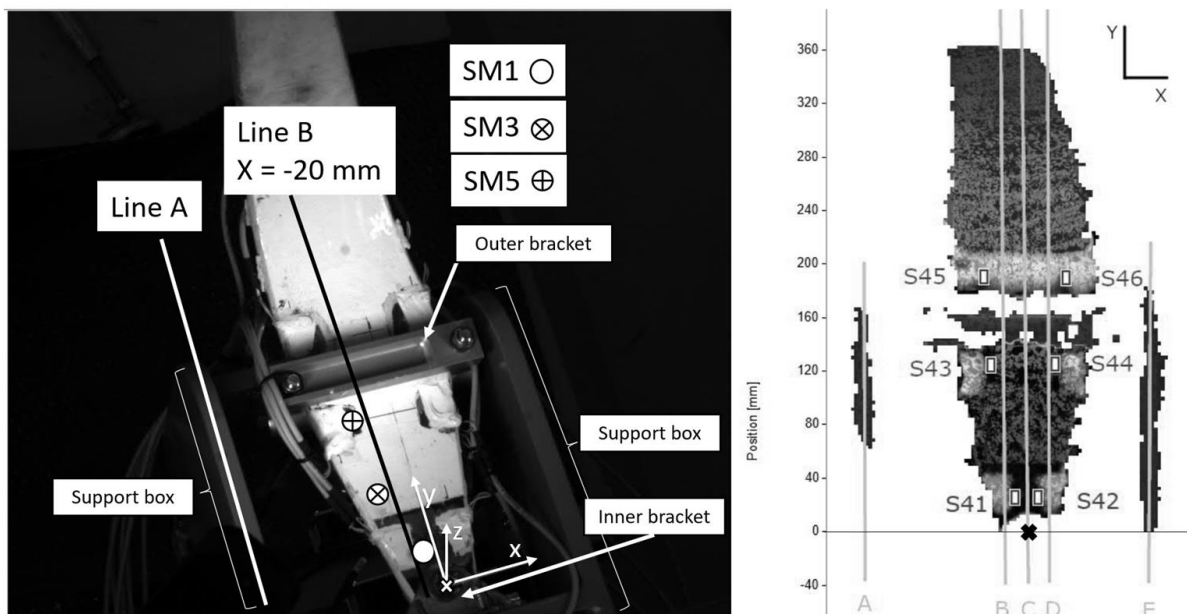 SM1
SM3
SM5
Line B
X = -20 mm
Line A
Outer bracket
Support box
Support box
Inner bracket
y
z
x
Y
X
Position [mm]
360
320
280
240
200
160
120
80
40
0
-40
S45
S46
S43
S44
S41
S42
A
B
C
D
E